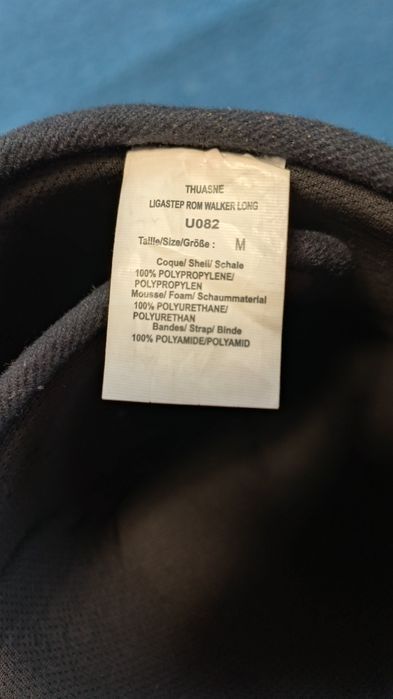 THUASNE
LIGASTEP ROM WALKER LONG
U082
Taille/Size/Größe : M
Coque/ Shell/ Schale
100% POLYPROPYLENE/
POLYPROPYLEN
Mousse/ Foam/ Schaummaterial
100% POLYURETHANE/
POLYURETHAN
Bandes/ Strap/ Binde
100% POLYAMIDE/POLYAMID